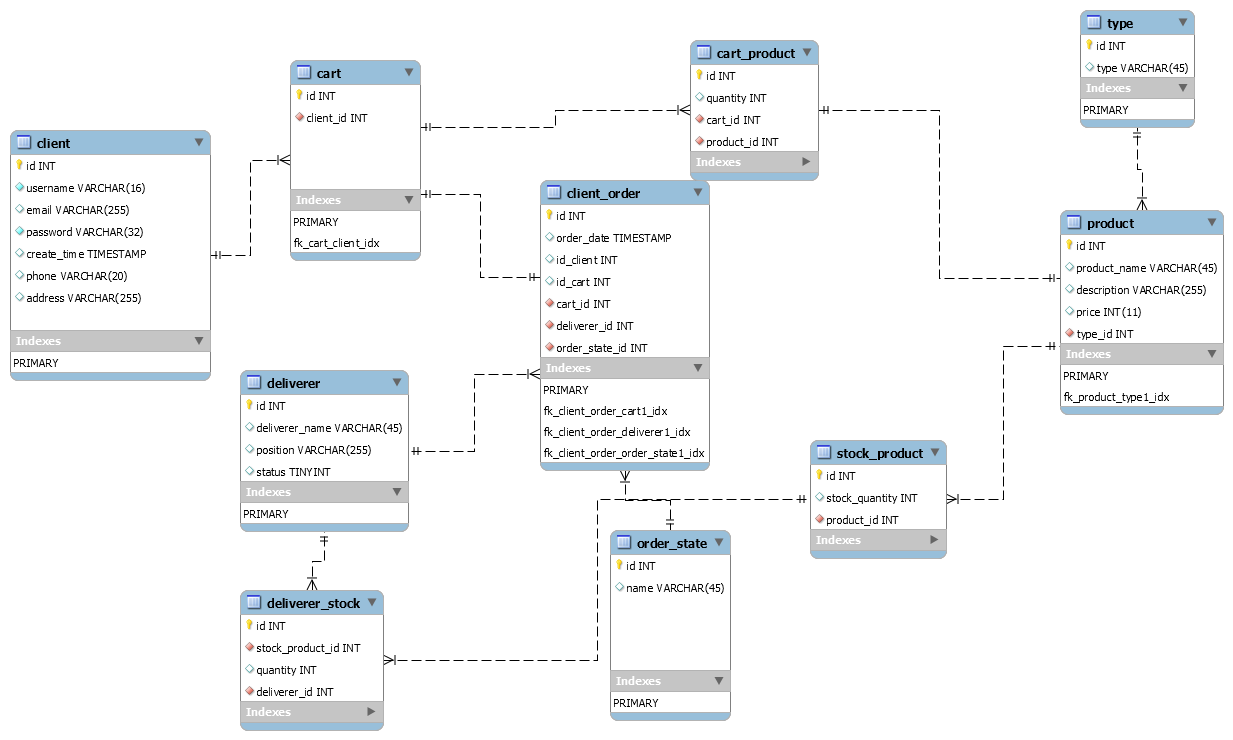 client
id INT
username VARCHAR(16)
email VARCHAR(255)
password VARCHAR(32)
create_time TIMESTAMP
phone VARCHAR(20)
address VARCHAR(255)
Indexes
PRIMARY
cart
id INT
client_id INT
Indexes
PRIMARY
fk_cart_client_idx
cart_product
id INT
quantity INT
cart_id INT
product_id INT
Indexes
type
id INT
type VARCHAR(45)
Indexes
PRIMARY
client_order
id INT
order_date TIMESTAMP
id_client INT
id_cart INT
cart_id INT
deliverer_id INT
order_state_id INT
Indexes
PRIMARY
fk_client_order_cart1_idx
fk_client_order_deliverer1_idx
fk_client_order_order_state1_idx
product
id INT
product_name VARCHAR(45)
description VARCHAR(255)
price INT(11)
type_id INT
Indexes
PRIMARY
fk_product_type1_idx
deliverer
id INT
deliverer_name VARCHAR(45)
position VARCHAR(255)
status TINYINT
Indexes
PRIMARY
stock_product
id INT
stock_quantity INT
product_id INT
Indexes
order_state
id INT
name VARCHAR(45)
Indexes
PRIMARY
deliverer_stock
id INT
stock_product_id INT
quantity INT
deliverer_id INT
Indexes